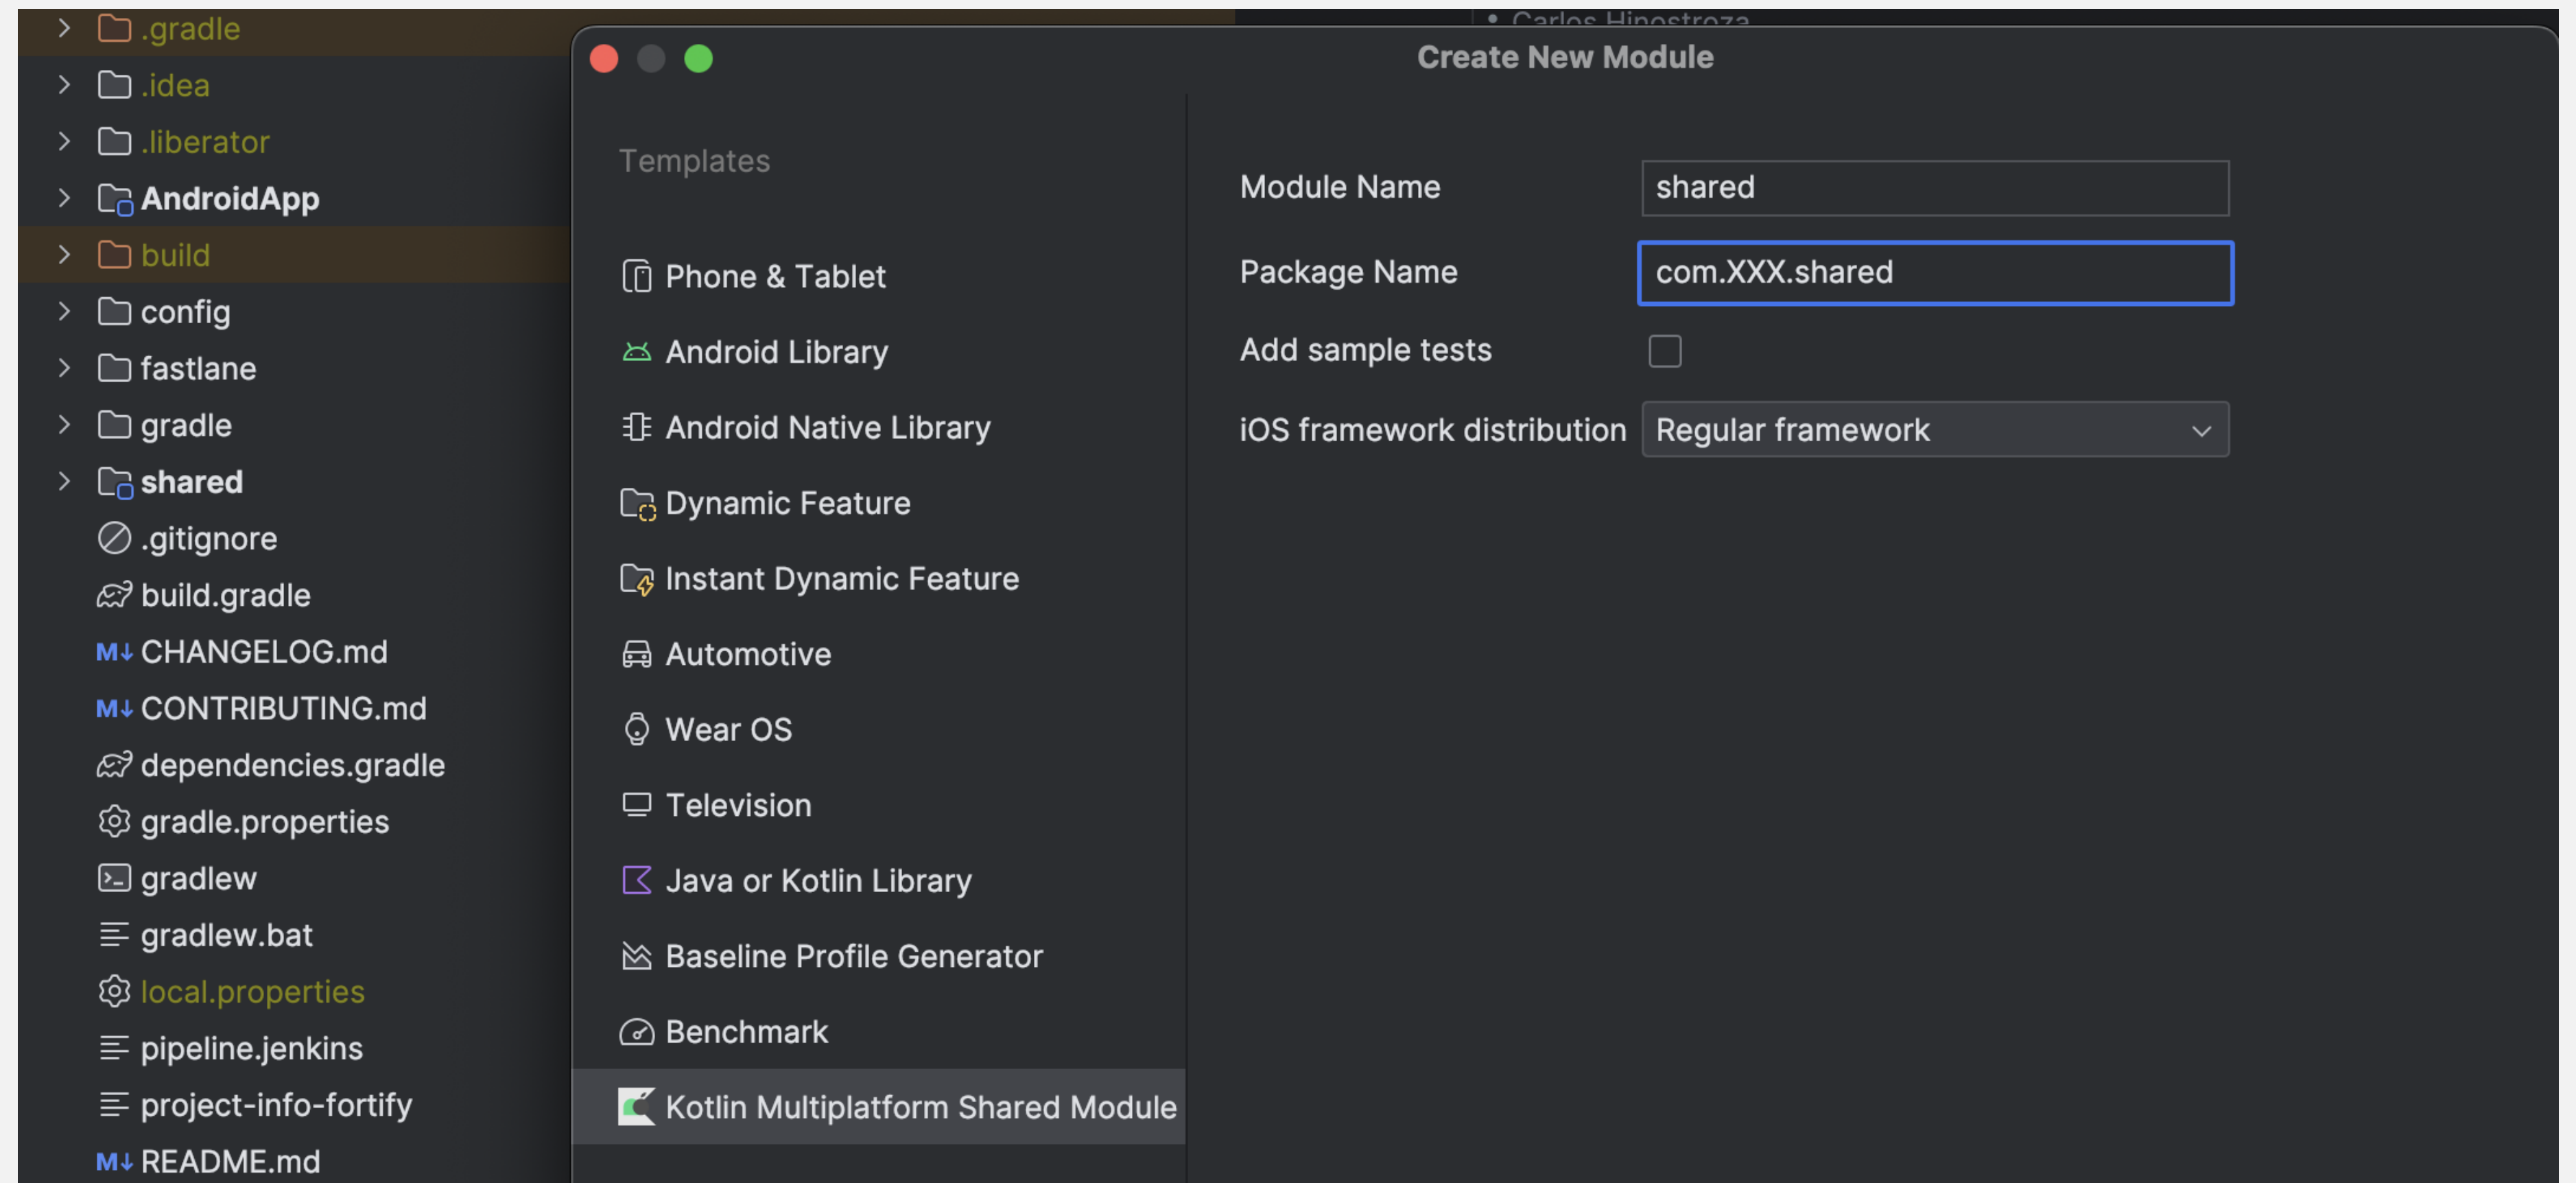 .gradle
.idea
.liberator
AndroidApp
build
config
fastlane
gradle
shared
.gitignore
build.gradle
M↓ CHANGELOG.md
M↓ CONTRIBUTING.md
dependencies.gradle
gradle.properties
gradlew
gradlew.bat
local.properties
pipeline.jenkins
project-info-fortify
M↓ README.md
Carlos Hinostroza
Create New Module
Templates
Phone & Tablet
Android Library
Android Native Library
Dynamic Feature
Instant Dynamic Feature
Automotive
Wear OS
Television
Java or Kotlin Library
Baseline Profile Generator
Benchmark
Kotlin Multiplatform Shared Module
Module Name shared
Package Name com.XXX.shared
Add sample tests
iOS framework distribution Regular framework